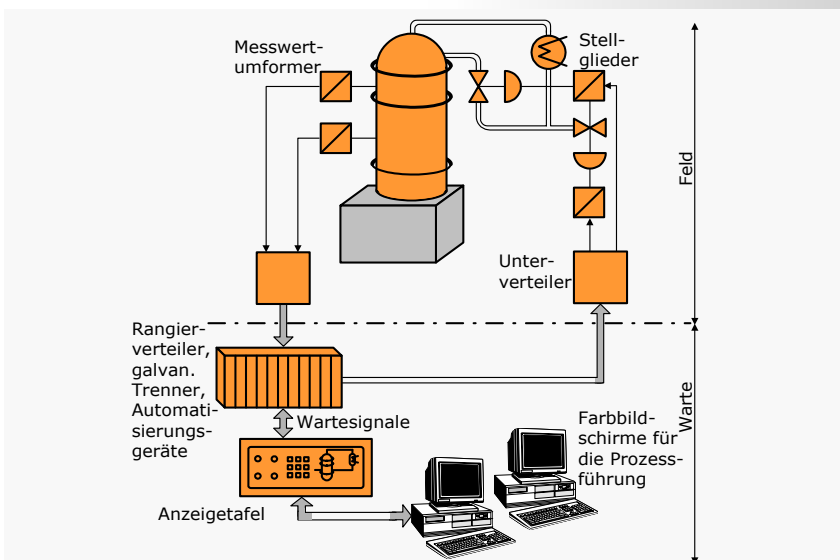 Messwert-
umformer
Stell-
glieder
Feld
Unter-
verteiler
Rangier-
verteiler,
galvan.
Trenner,
Automati-
sierungs-
geräte
Wartesignale
Warte
Farbbild-
schirme für
die Prozess-
führung
Anzeigetafel